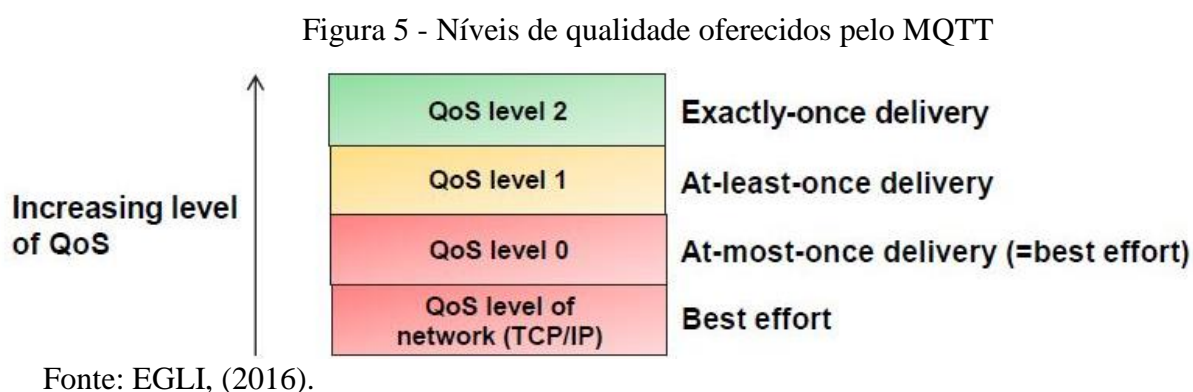 Figura 5 - Níveis de qualidade oferecidos pelo MQTT
QoS level 2
Exactly-once delivery
QoS level 1
At-least-once delivery
Increasing level
of QoS
QoS level 0
At-most-once delivery (=best effort)
QoS level of
network (TCP/IP)
Best effort
Fonte: EGLI, (2016).